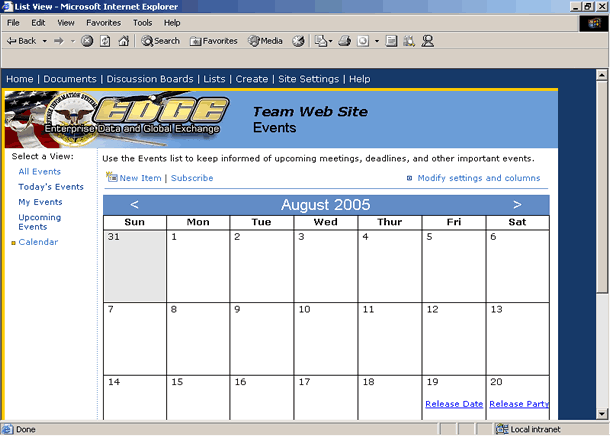 List View - Microsoft Internet Explorer
File Edit View Favorites Tools Help
Back Search Favorites Media
Home | Documents | Discussion Boards | Lists | Create | Site Settings | Help
EDGE
Enterprise Data and Global Exchange
Team Web Site
Events
Select a View:
All Events
Today's Events
My Events
Upcoming
Events
Calendar
Use the Events list to keep informed of upcoming meetings, deadlines, and other important events.
New Item | Subscribe
Modify settings and columns
< August 2005 >
Sun Mon Tue Wed Thur Fri Sat
31 1 2 3 4 5 6
7 8 9 10 11 12 13
14 15 16 17 18 19 20
Release Date Release Party
Done
Local intranet